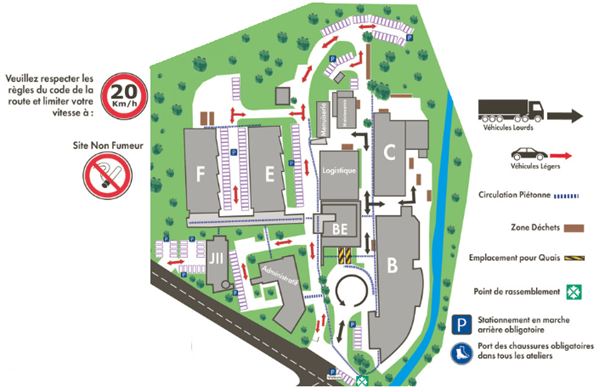 Veuillez respecter les
règles du code de la
route et limiter votre
vitesse à :
20
Km/h
Site Non Fumeur
F
E
JII
Administratif
Menuiserie
Logistique
BE
C
B
P
P
P
P
P
P
Véhicules Lourds
Véhicules Légers
Circulation Piétonne
Zone Déchets
Emplacement pour Quais
Point de rassemblement
P
Stationnement en marche
arrière obligatoire
Port des chaussures obligatoires
dans tous les ateliers